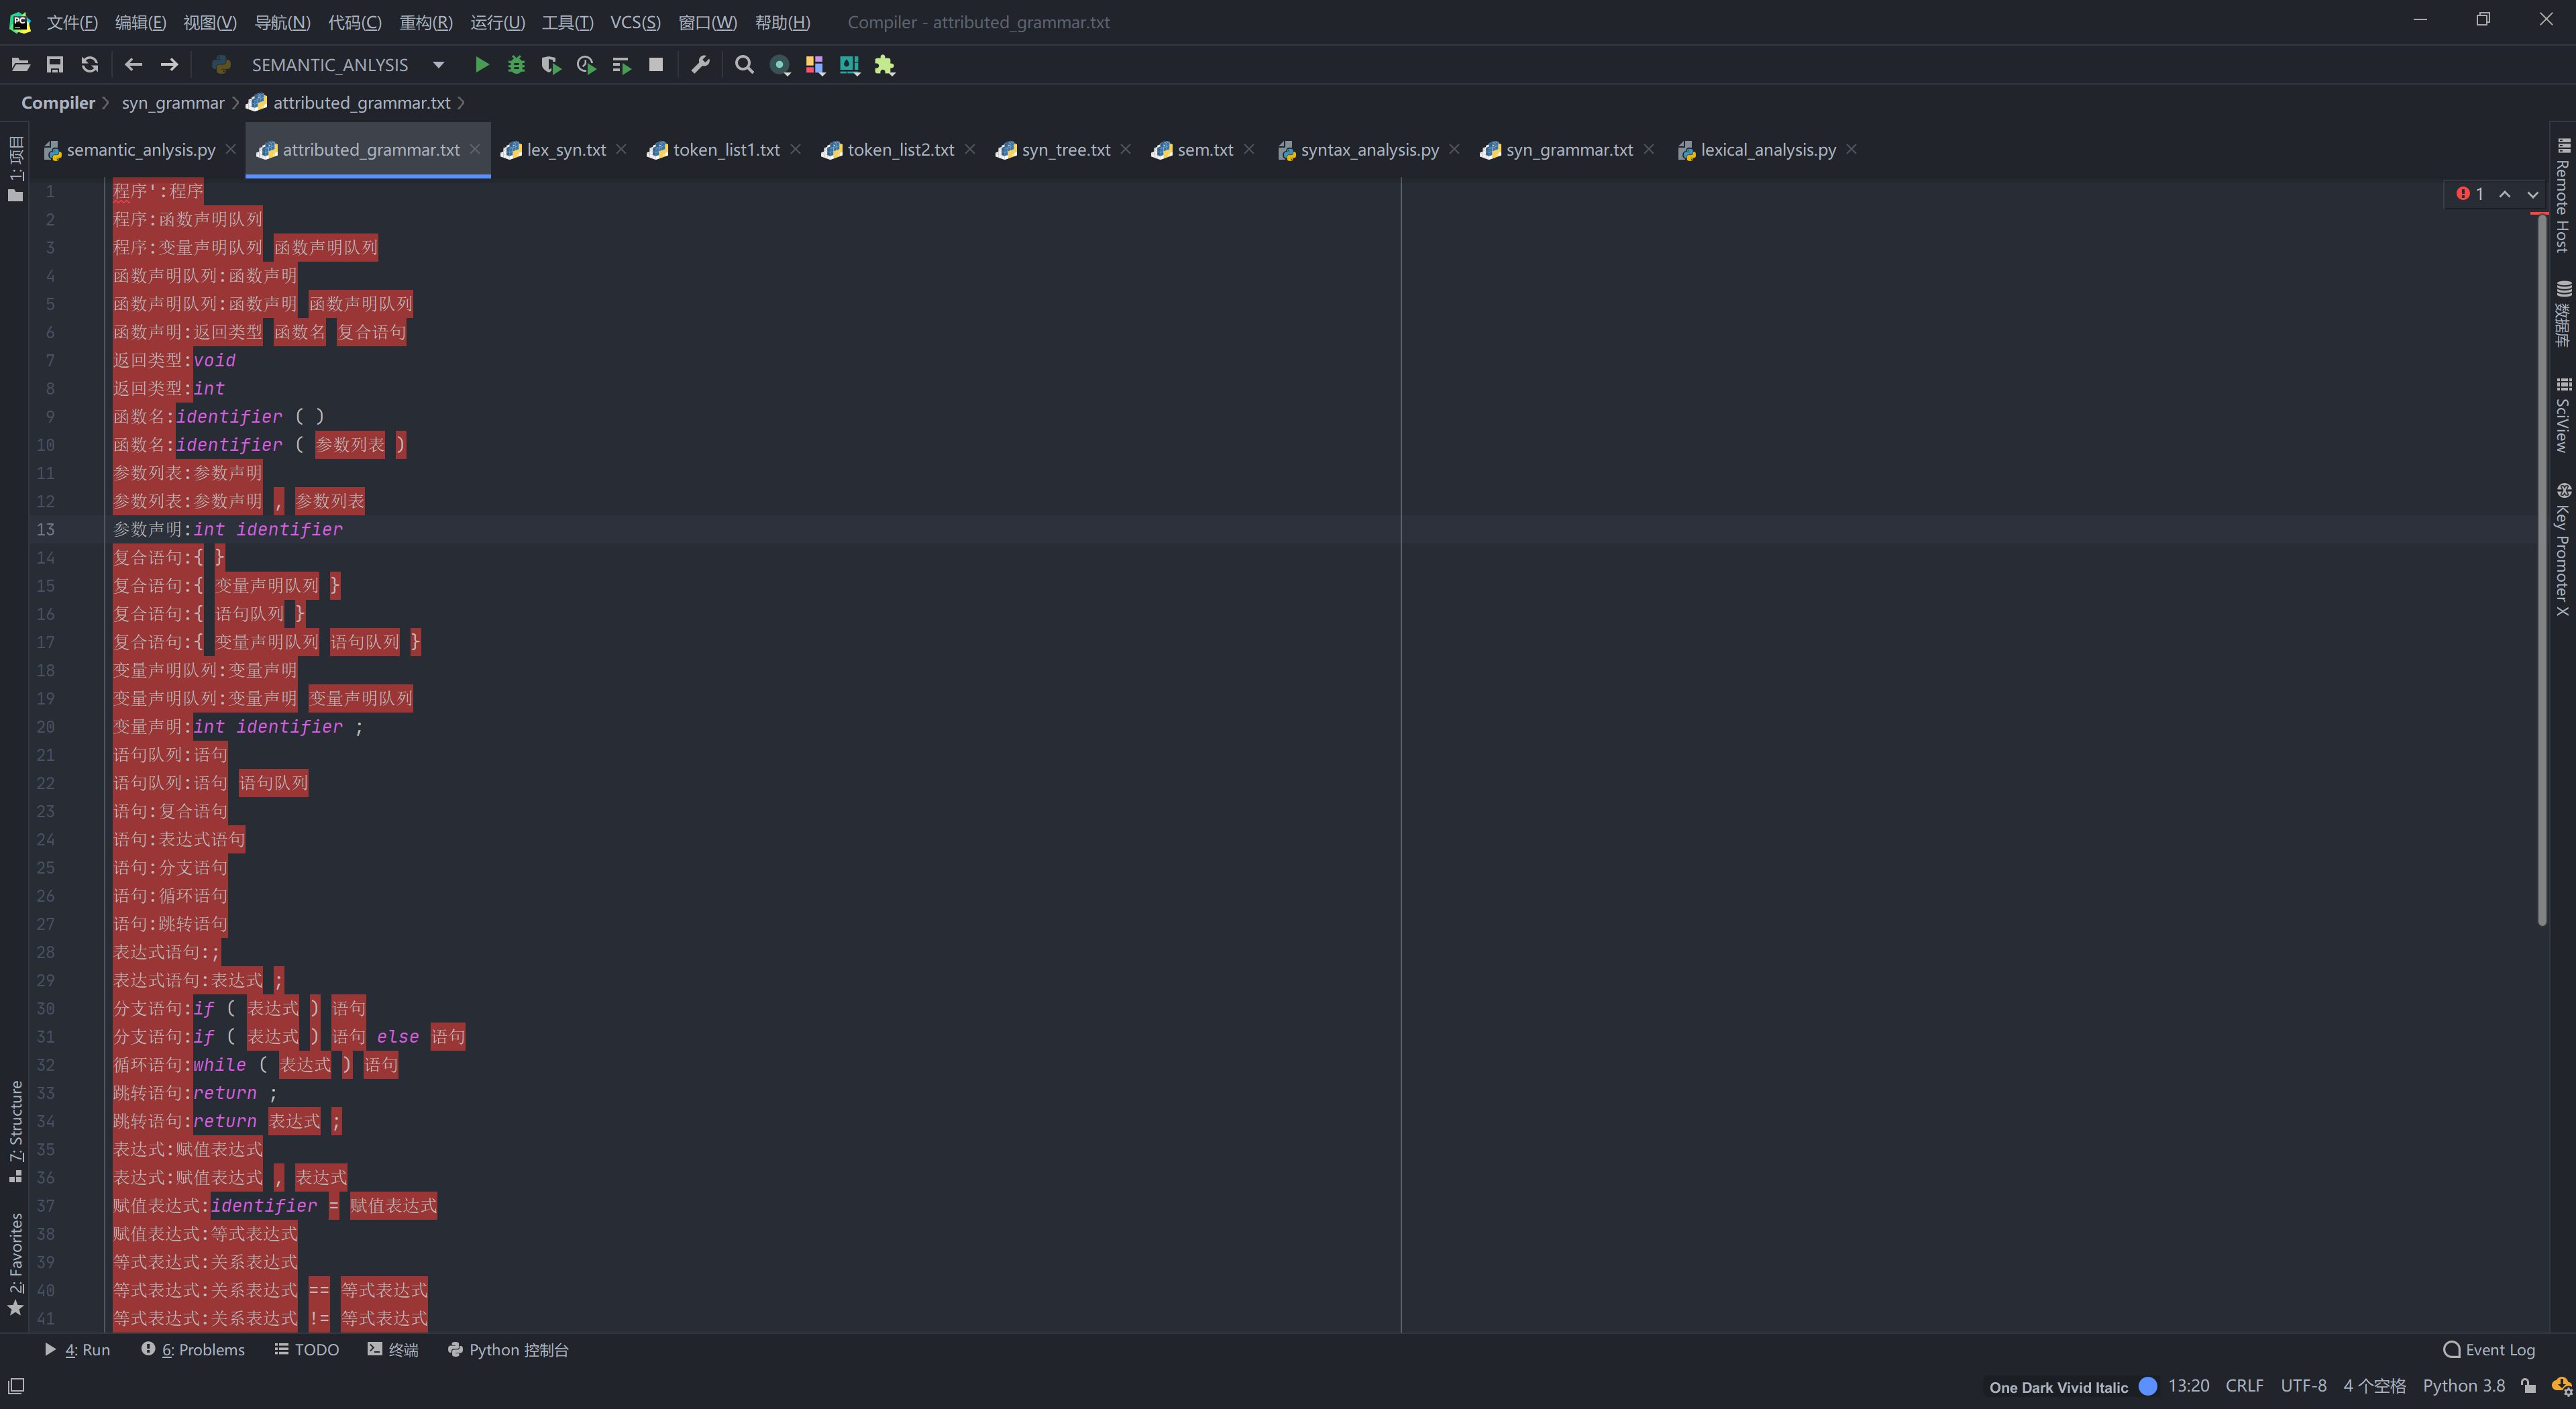 文件(F) 编辑(E) 视图(V) 导航(N) 代码(C) 重构(R) 运行(U) 工具(T) VCS(S) 窗口(W) 帮助(H) Compiler - attributed_grammar.txt
SEMANTIC_ANLYSIS
Compiler syn_grammar attributed_grammar.txt
semantic_anlysis.py attributed_grammar.txt lex_syn.txt token_list1.txt token_list2.txt syn_tree.txt sem.txt syntax_analysis.py syn_grammar.txt lexical_analysis.py
1: 项目
7: Structure
2: Favorites
1 程序':程序
2 程序:函数声明队列
3 程序:变量声明队列 函数声明队列
4 函数声明队列:函数声明
5 函数声明队列:函数声明 函数声明队列
6 函数声明:返回类型 函数名 复合语句
7 返回类型:void
8 返回类型:int
9 函数名:identifier ( )
10 函数名:identifier ( 参数列表 )
11 参数列表:参数声明
12 参数列表:参数声明 , 参数列表
13 参数声明:int identifier
14 复合语句:{ }
15 复合语句:{ 变量声明队列 }
16 复合语句:{ 语句队列 }
17 复合语句:{ 变量声明队列 语句队列 }
18 变量声明队列:变量声明
19 变量声明队列:变量声明 变量声明队列
20 变量声明:int identifier ;
21 语句队列:语句
22 语句队列:语句 语句队列
23 语句:复合语句
24 语句:表达式语句
25 语句:分支语句
26 语句:循环语句
27 语句:跳转语句
28 表达式语句:;
29 表达式语句:表达式 ;
30 分支语句:if ( 表达式 ) 语句
31 分支语句:if ( 表达式 ) 语句 else 语句
32 循环语句:while ( 表达式 ) 语句
33 跳转语句:return ;
34 跳转语句:return 表达式 ;
35 表达式:赋值表达式
36 表达式:赋值表达式 , 表达式
37 赋值表达式:identifier = 赋值表达式
38 赋值表达式:等式表达式
39 等式表达式:关系表达式
40 等式表达式:关系表达式 == 等式表达式
41 等式表达式:关系表达式 != 等式表达式
1
Remote Host
数据库
SciView
Key Promoter X
4: Run 6: Problems TODO 终端 Python 控制台 Event Log
One Dark Vivid Italic 13:20 CRLF UTF-8 4 个空格 Python 3.8